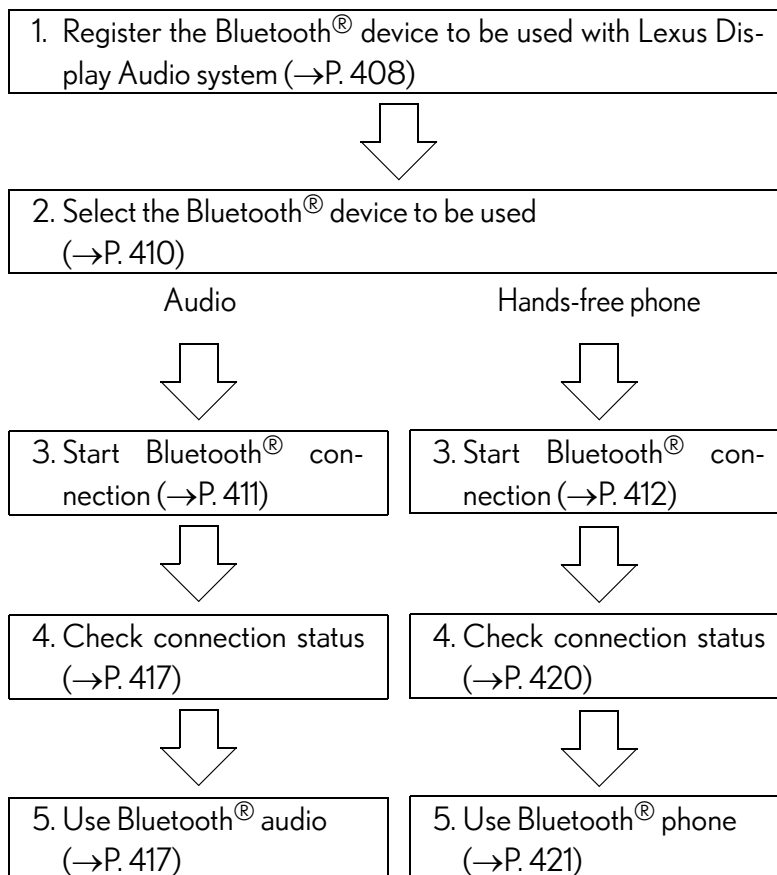 1. Register the Bluetooth® device to be used with Lexus Dis-
play Audio system (→P. 408)
2. Select the Bluetooth® device to be used
(→P. 410)
Audio
Hands-free phone
3. Start Bluetooth® con-
nection (→P. 411)
3. Start Bluetooth® con-
nection (→P. 412)
4. Check connection status
(→P. 417)
4. Check connection status
(→P. 420)
5. Use Bluetooth® audio
(→P. 417)
5. Use Bluetooth® phone
(→P. 421)